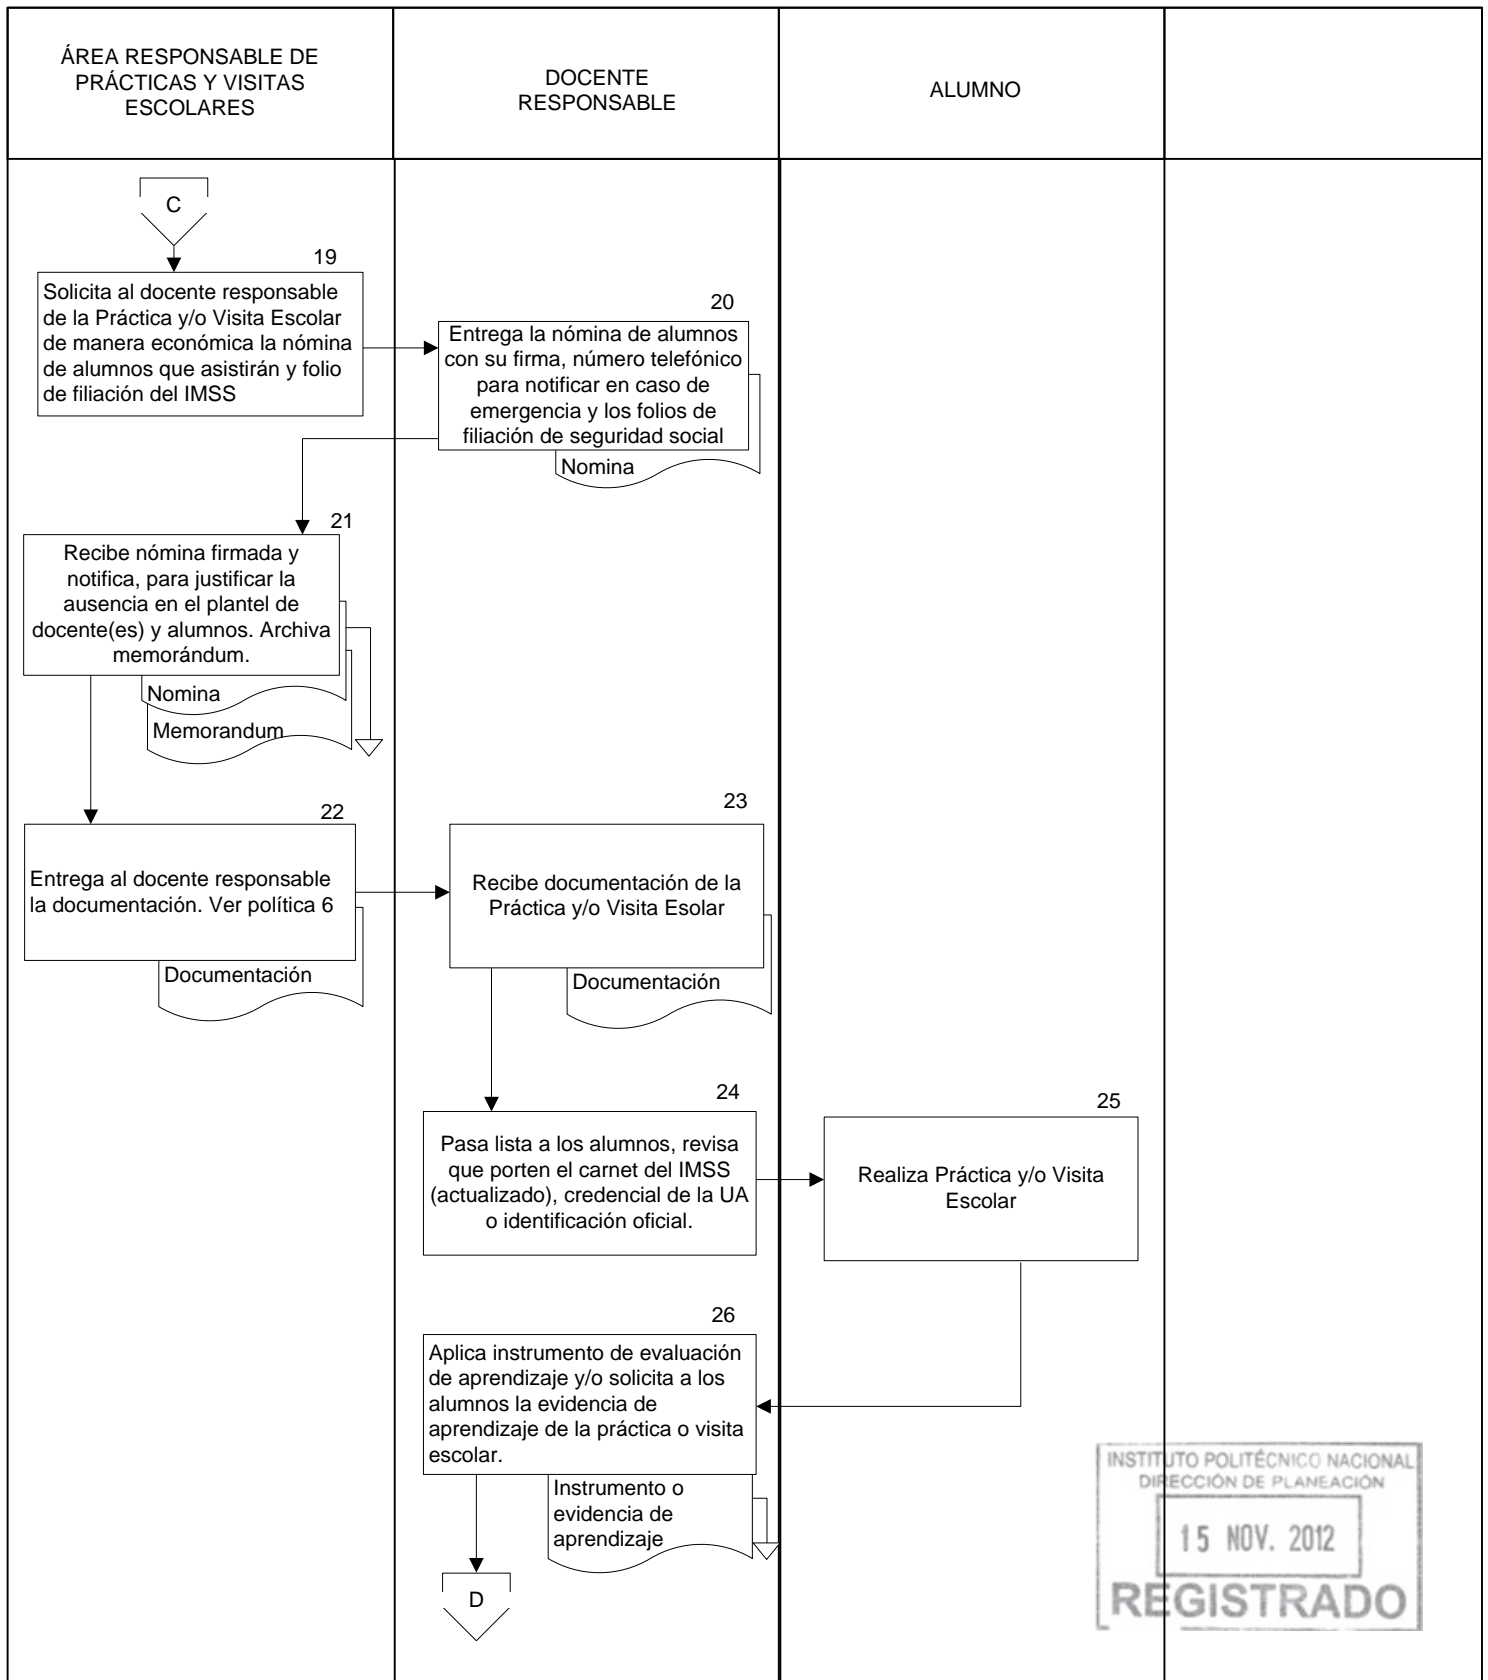 ÁREA RESPONSABLE DE
PRÁCTICAS Y VISITAS
ESCOLARES
DOCENTE
RESPONSABLE
ALUMNO
C
19
Solicita al docente responsable
de la Práctica y/o Visita Escolar
de manera económica la nómina
de alumnos que asistirán y folio
de filiación del IMSS
20
Entrega la nómina de alumnos
con su firma, número telefónico
para notificar en caso de
emergencia y los folios de
filiación de seguridad social
Nomina
21
Recibe nómina firmada y
notifica, para justificar la
ausencia en el plantel de
docente(es) y alumnos. Archiva
memorándum.
Nomina
Memorandum
22
Entrega al docente responsable
la documentación. Ver política 6
Documentación
23
Recibe documentación de la
Práctica y/o Visita Esolar
Documentación
24
Pasa lista a los alumnos, revisa
que porten el carnet del IMSS
(actualizado), credencial de la UA
o identificación oficial.
25
Realiza Práctica y/o Visita
Escolar
26
Aplica instrumento de evaluación
de aprendizaje y/o solicita a los
alumnos la evidencia de
aprendizaje de la práctica o visita
escolar.
Instrumento o
evidencia de
aprendizaje
D
INSTITUTO POLITÉCNICO NACIONAL
DIRECCIÓN DE PLANEACIÓN
15 NOV. 2012
REGISTRADO